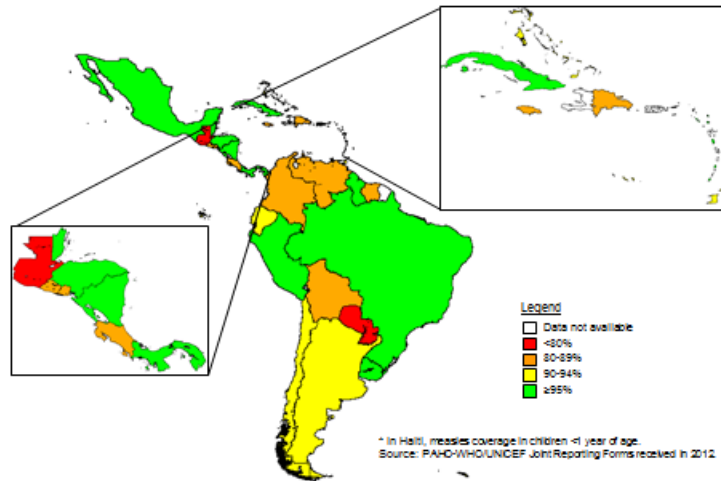 Legend
Data not available
<80%
80-89%
90-94%
≥95%
* In Haiti, measles coverage in children <1 year of age.
Source: PAHO-WHO/UNICEF Joint Reporting Forms received in 2012.